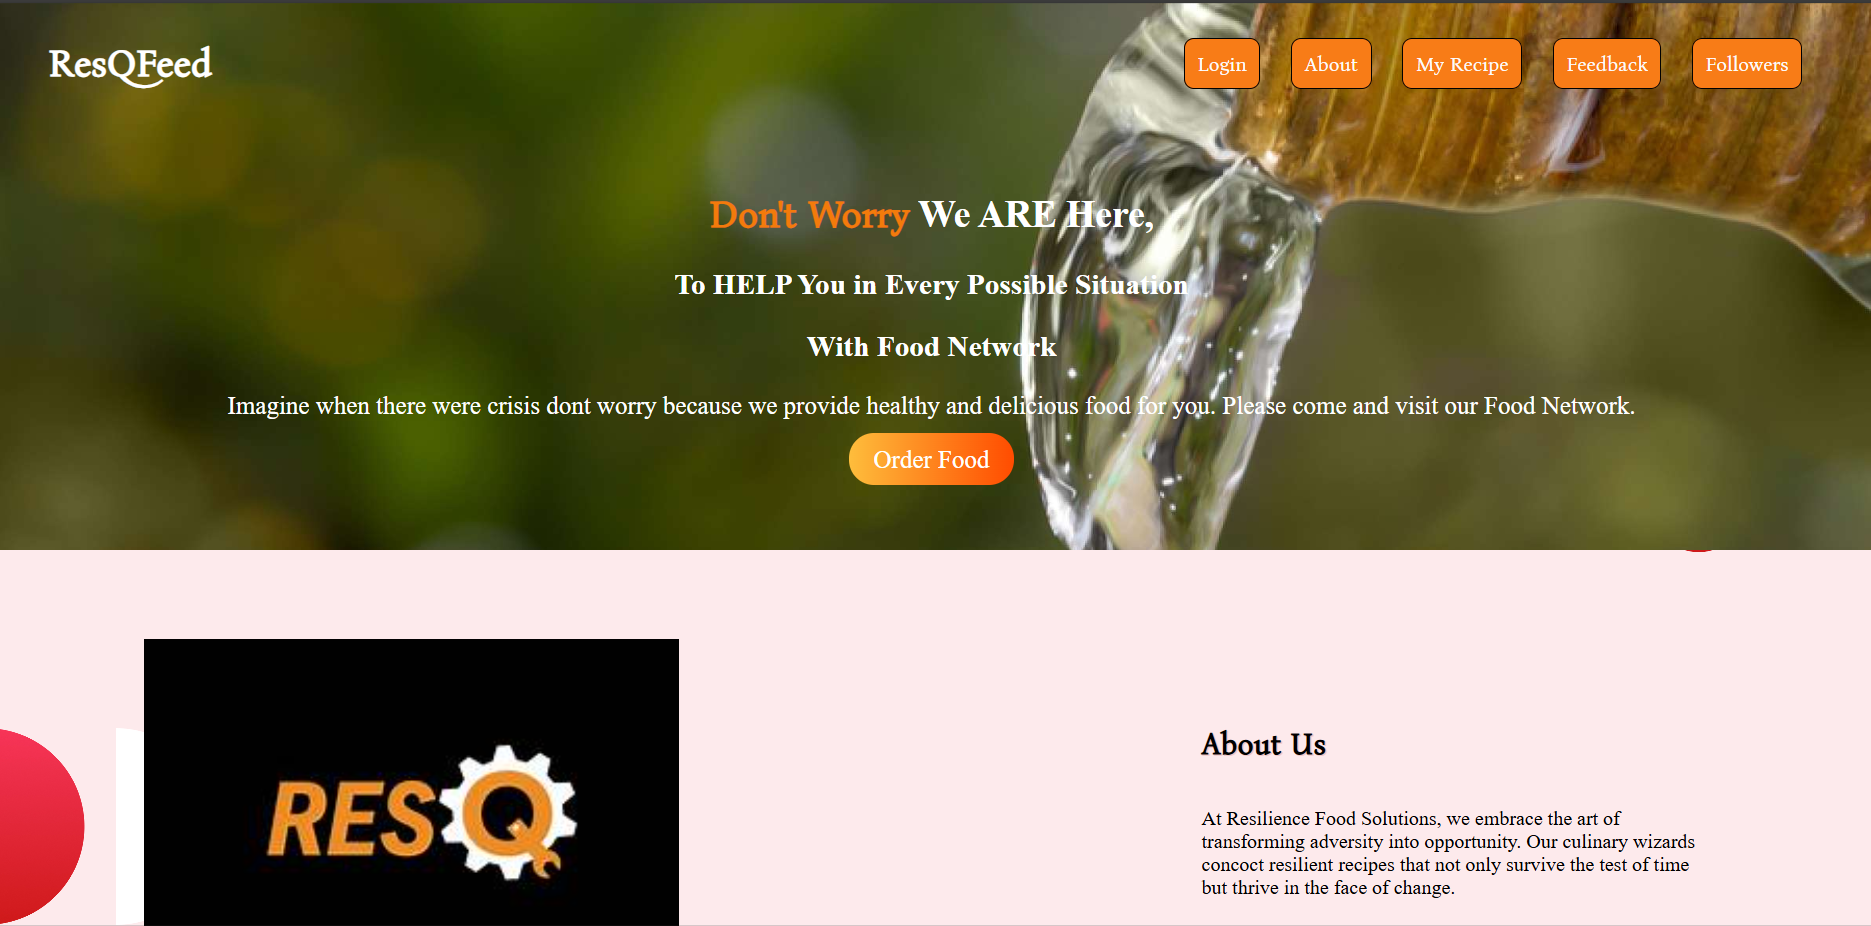 ResQFeed
Login About My Recipe Feedback Followers
Don't Worry We ARE Here,
To HELP You in Every Possible Situation
With Food Network
Imagine when there were crisis dont worry because we provide healthy and delicious food for you. Please come and visit our Food Network.
Order Food
RESQ
About Us
At Resilience Food Solutions, we embrace the art of
transforming adversity into opportunity. Our culinary wizards
concoct resilient recipes that not only survive the test of time
but thrive in the face of change.